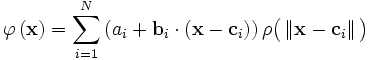 φ(𝐱) = ∑_{i=1}^{N} (a_i + 𝐛_i · (𝐱 − 𝐜_i)) ρ(‖𝐱 − 𝐜_i‖)